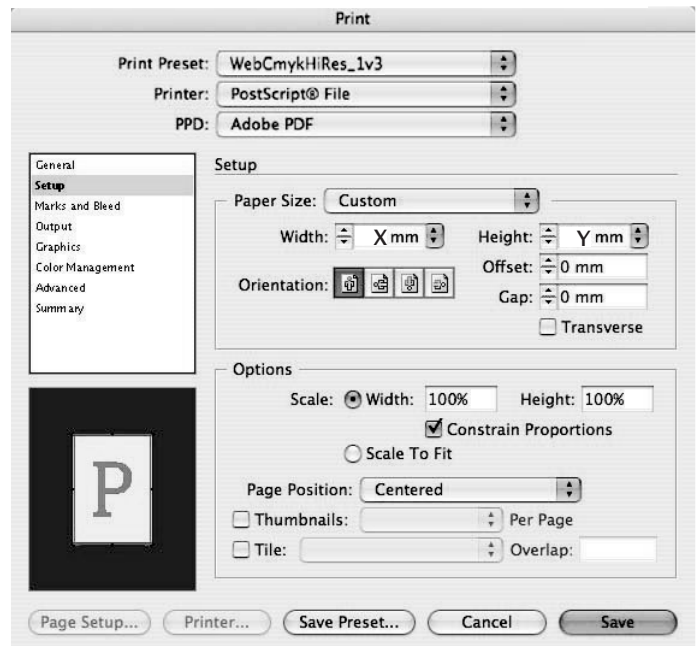 Print
Print Preset: WebCmykHiRes_1v3
Printer: PostScript® File
PPD: Adobe PDF
General
Setup
Marks and Bleed
Output
Graphics
Color Management
Advanced
Summary
Setup
Paper Size: Custom
Width: X mm Height: Y mm
Orientation: Offset: 0 mm
Gap: 0 mm
Transverse
Options
Scale: Width: 100% Height: 100%
Constrain Proportions
Scale To Fit
Page Position: Centered
Thumbnails: Per Page
Tile: Overlap:
P
Page Setup... Printer... Save Preset... Cancel Save